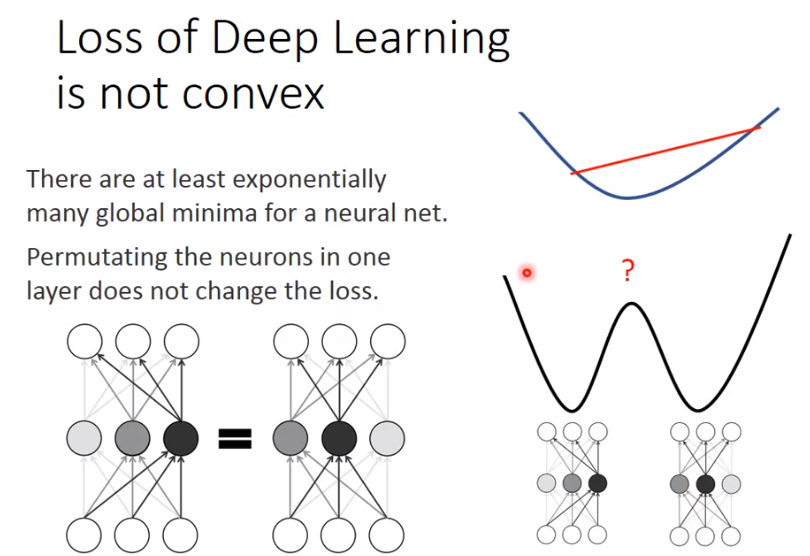 Loss of Deep Learning
is not convex
There are at least exponentially
many global minima for a neural net.
Permutating the neurons in one
layer does not change the loss.
?
=